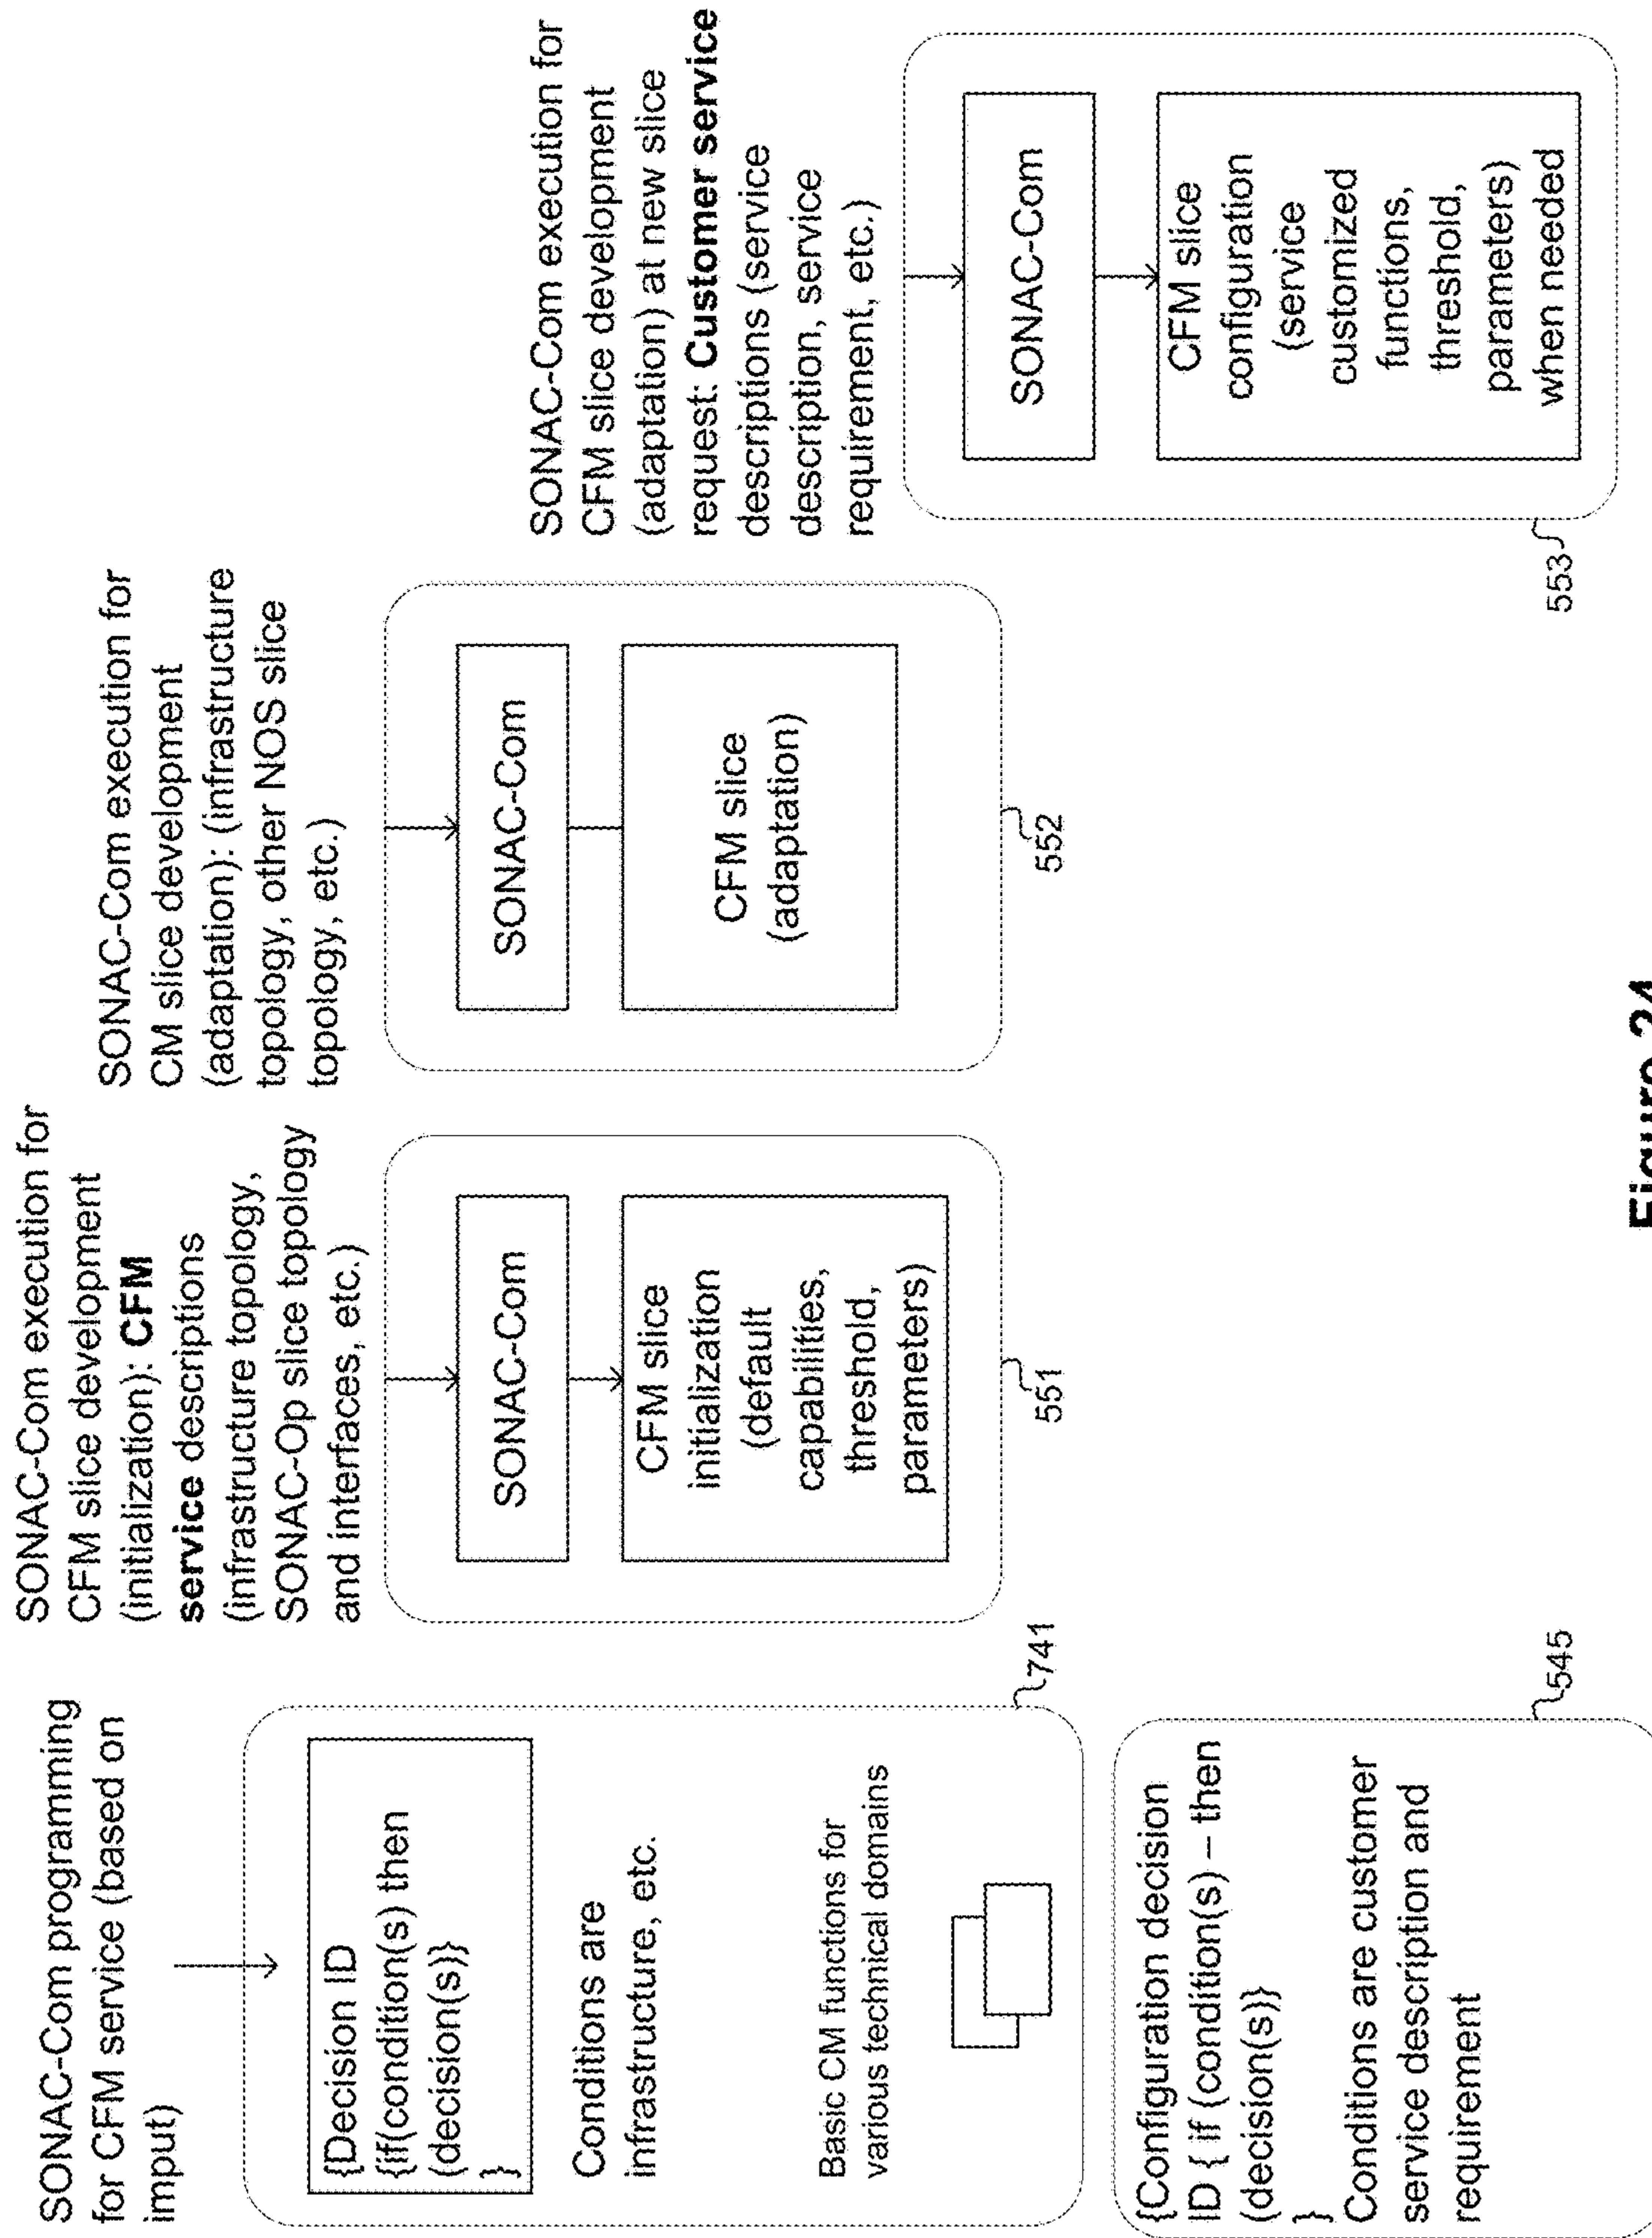 SONAC-Com programming
for CFM service (based on
imput)
{Decision ID
{if(condition(s) then
(decision(s)}
}
Conditions are
infrastructure, etc.
Basic CM functions for
various technical domains
741
{Configuration decision
ID { if (condition(s) – then
(decision(s)}
}
Conditions are customer
service description and
requirement
545
SONAC-Com execution for
CFM slice development
(initialization): CFM
service descriptions
(infrastructure topology,
SONAC-Op slice topology
and interfaces, etc.)
SONAC-Com
CFM slice
initialization
(default
capabilities,
threshold,
parameters)
551
SONAC-Com execution for
CM slice development
(adaptation): (infrastructure
topology, other NOS slice
topology, etc.)
SONAC-Com
CFM slice
(adaptation)
552
SONAC-Com execution for
CFM slice development
(adaptation) at new slice
request: Customer service
descriptions (service
description, service
requirement, etc.)
SONAC-Com
CFM slice
configuration
(service
customized
functions,
threshold,
parameters)
when needed
553
Figure 24